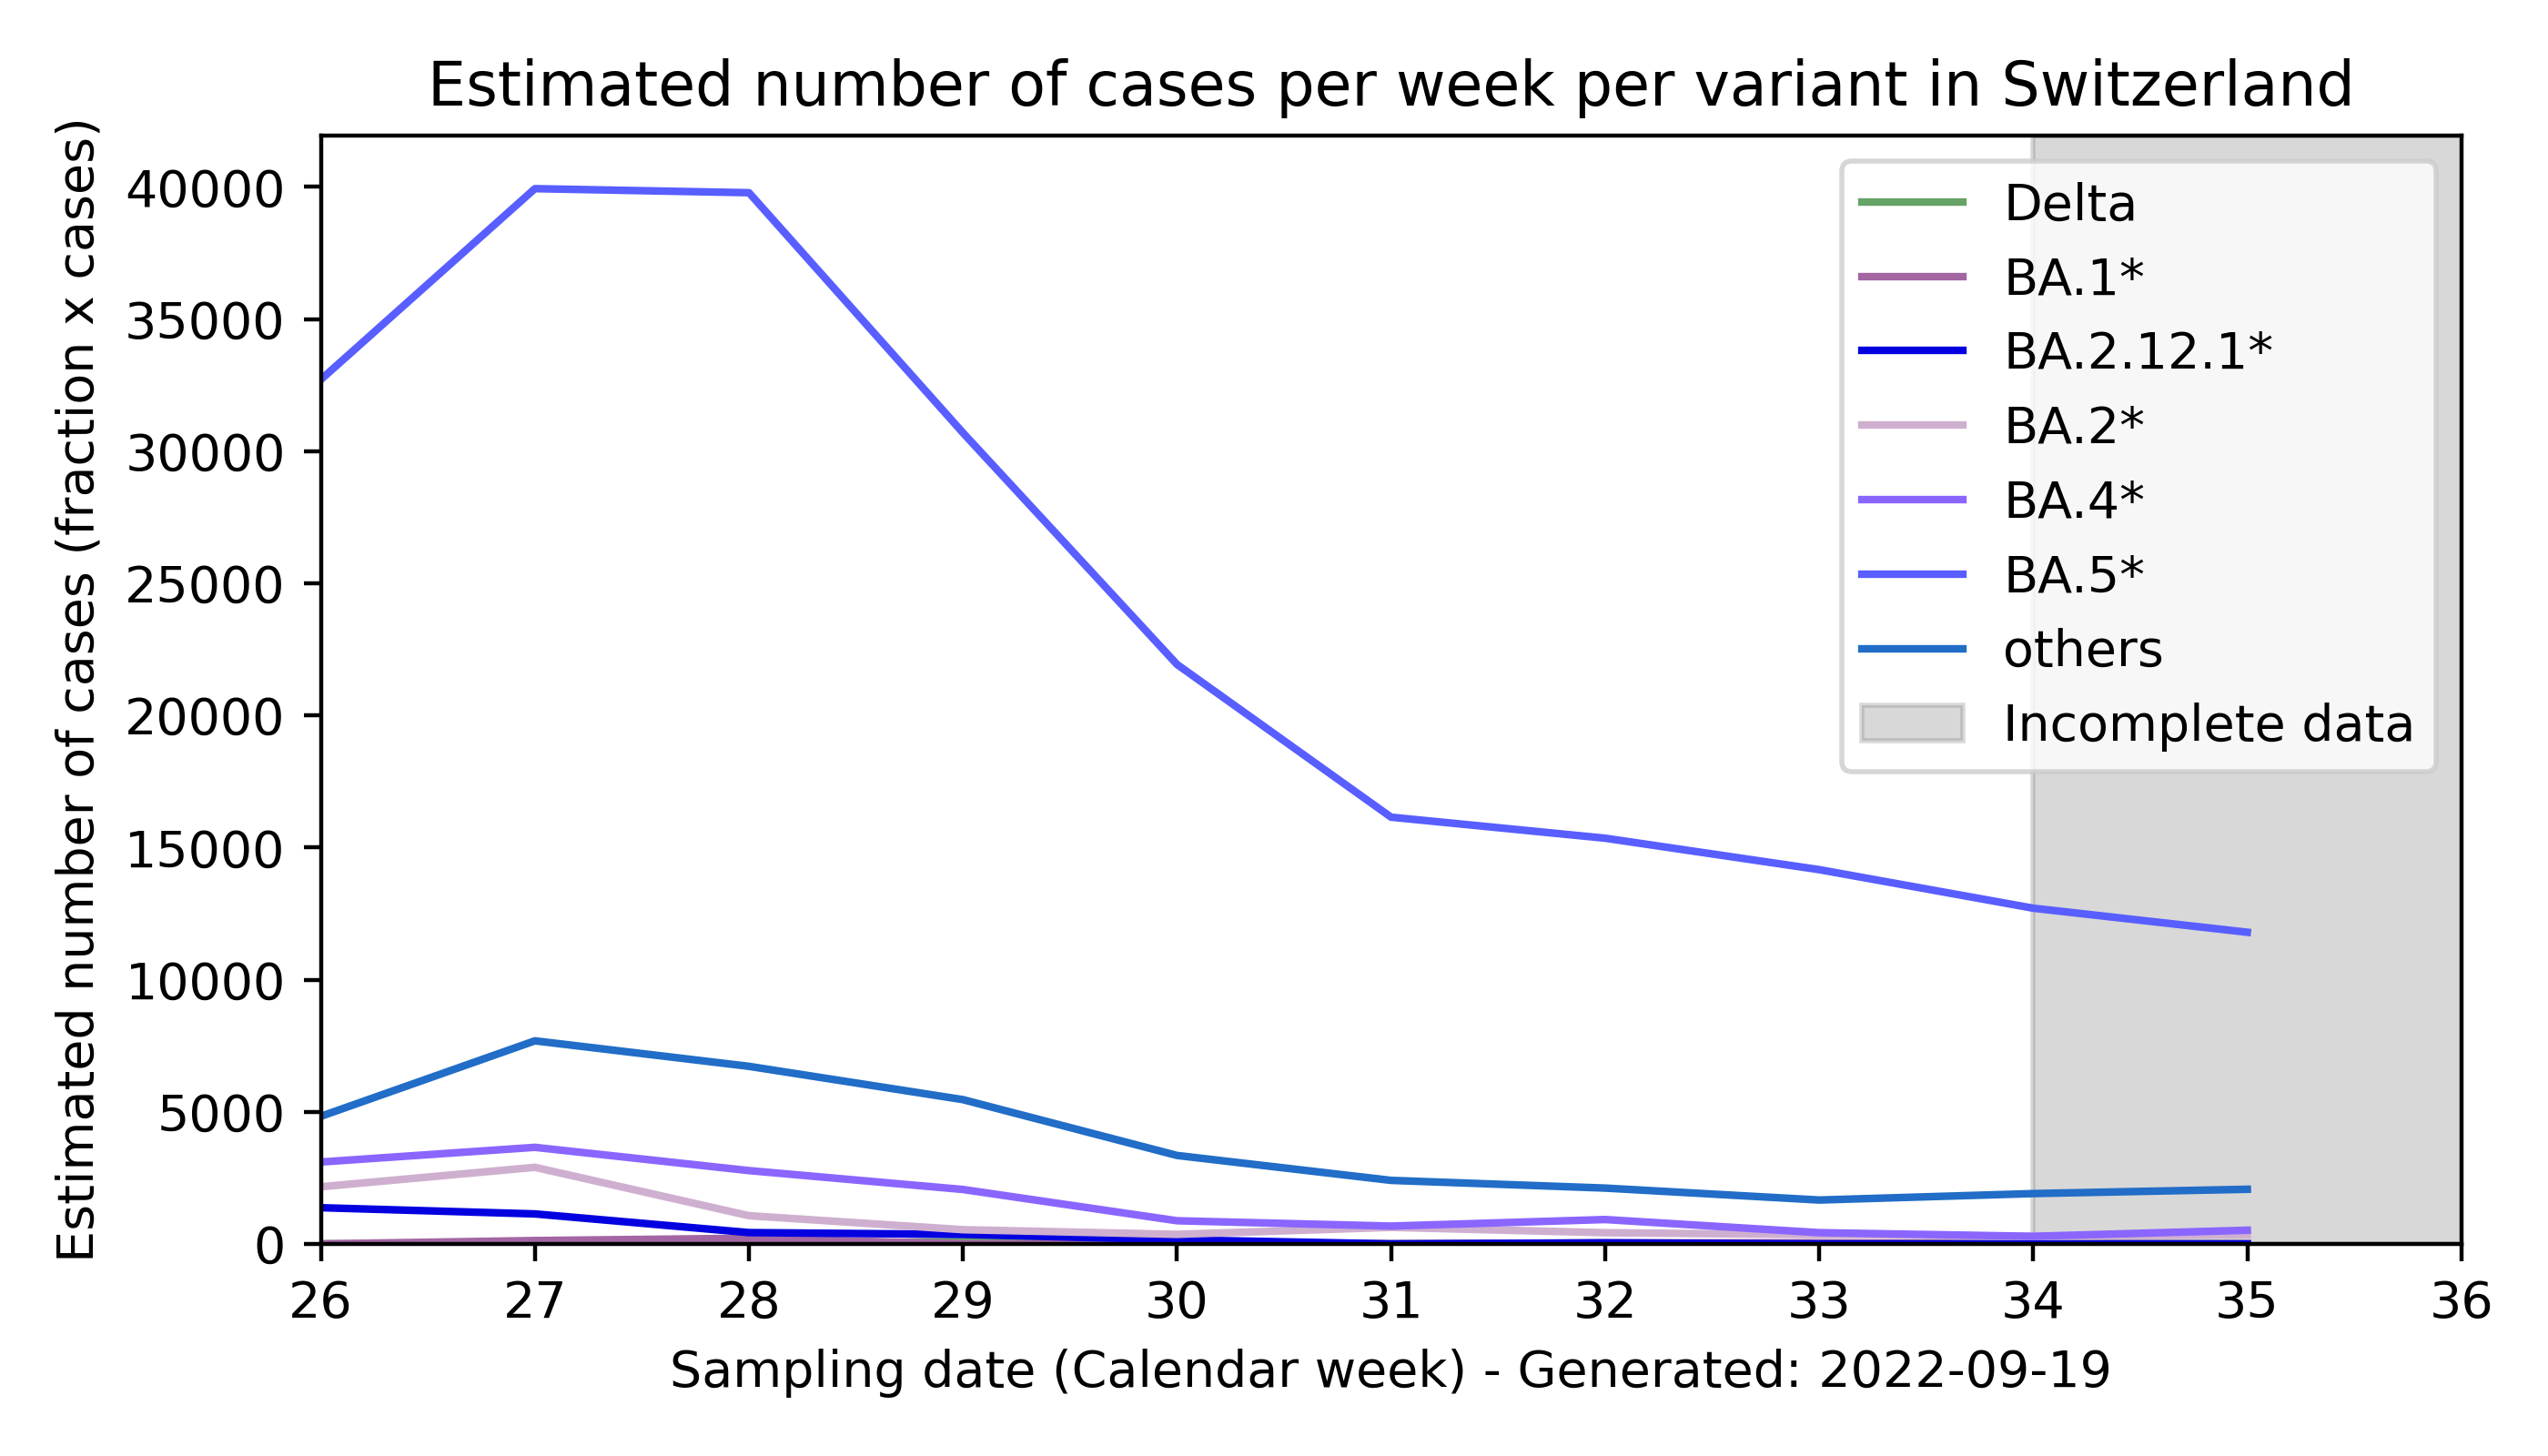 Estimated number of cases per week per variant in Switzerland
Estimated number of cases (fraction x cases)
40000
35000
30000
25000
20000
15000
10000
5000
0
Delta
BA.1*
BA.2.12.1*
BA.2*
BA.4*
BA.5*
others
Incomplete data
26 27 28 29 30 31 32 33 34 35 36
Sampling date (Calendar week) - Generated: 2022-09-19